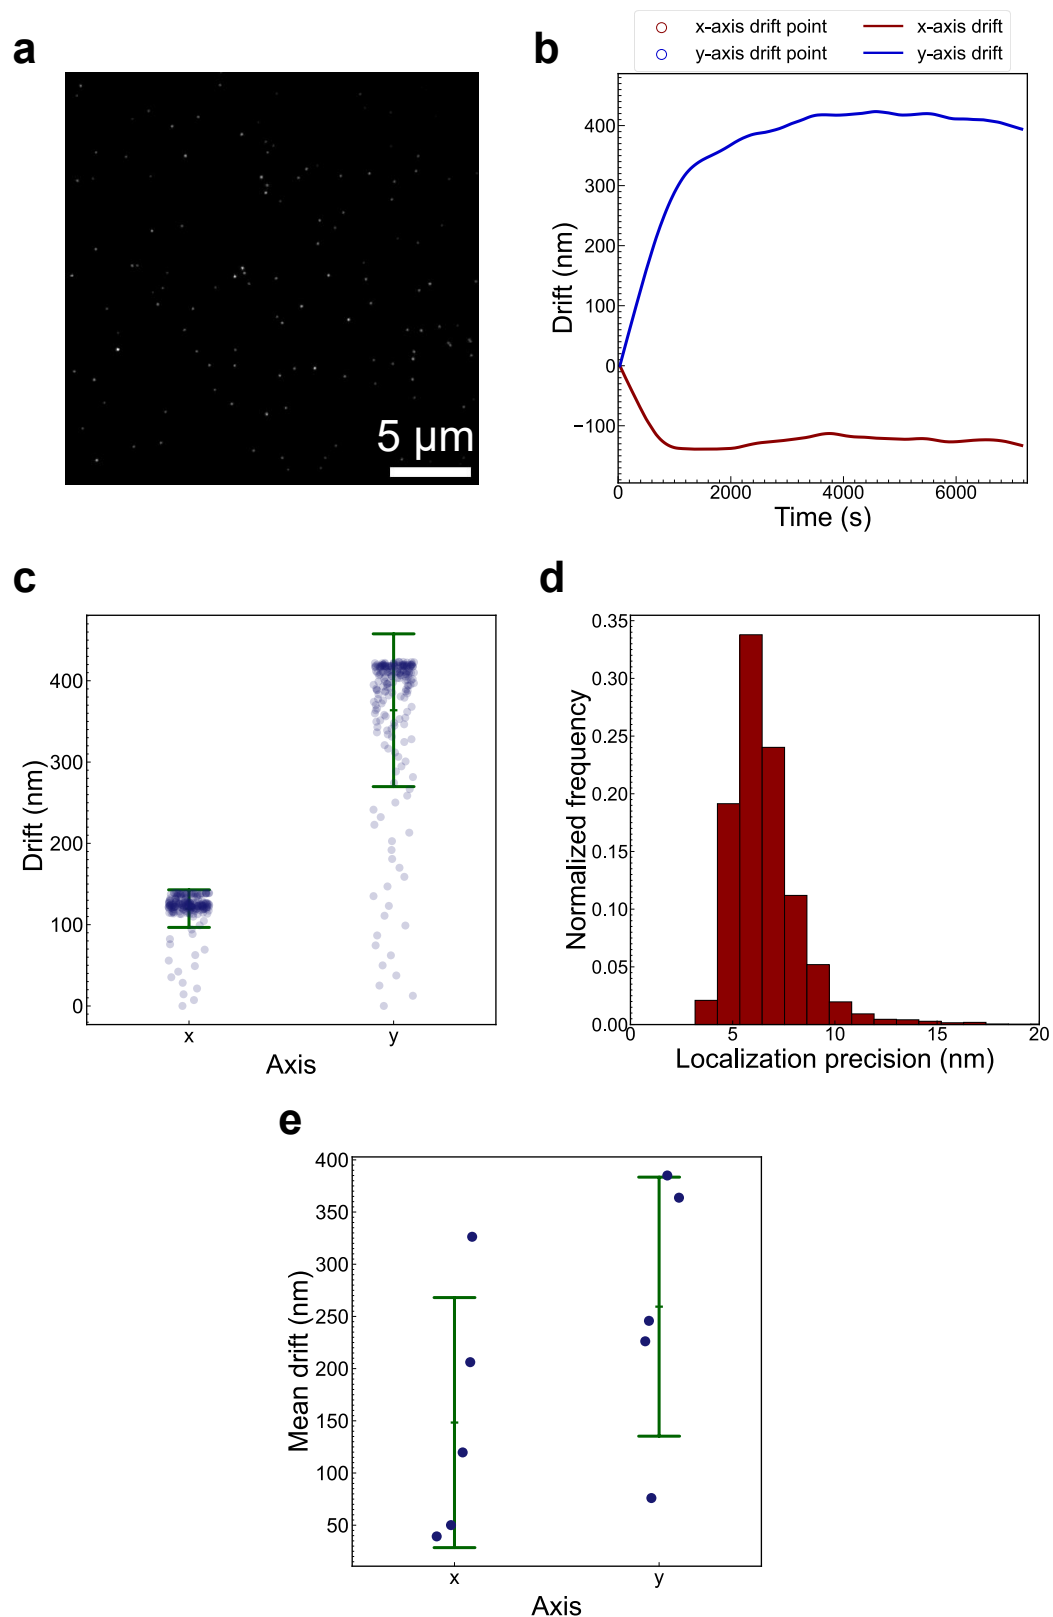 a
5 µm
b
x-axis drift point
x-axis drift
y-axis drift point
y-axis drift
400
300
200
100
0
−100
Drift (nm)
0 2000 4000 6000
Time (s)
c
400
300
200
100
0
Drift (nm)
x y
Axis
d
0.35
0.30
0.25
0.20
0.15
0.10
0.05
0.00
Normalized frequency
0 5 10 15 20
Localization precision (nm)
e
400
350
300
250
200
150
100
50
Mean drift (nm)
x y
Axis